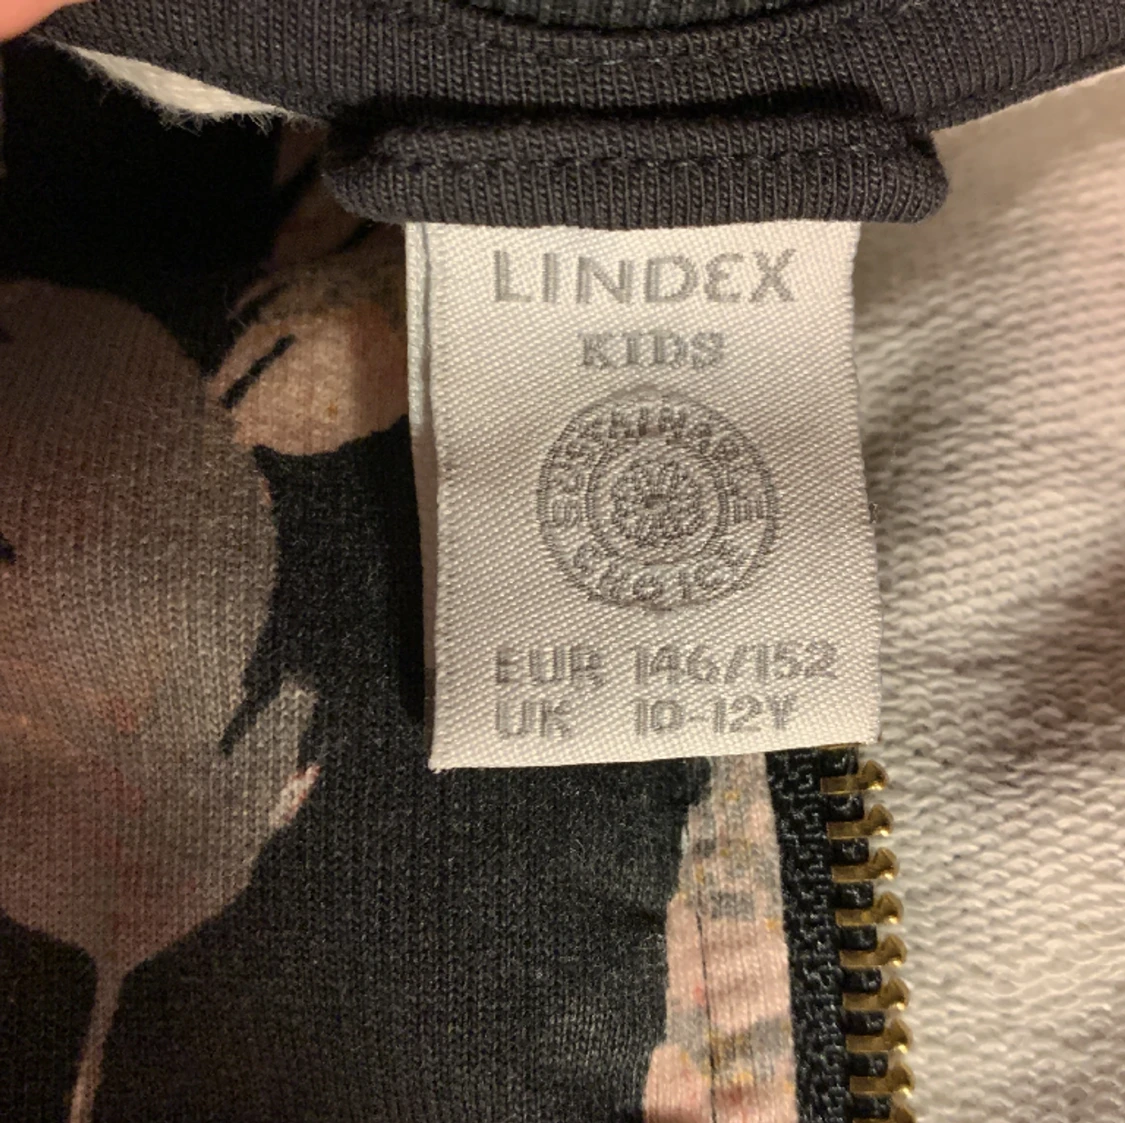 LINDEX
KIDS
SUSTAINABLE
CHOICE
EUR 146/152
UK 10-12Y